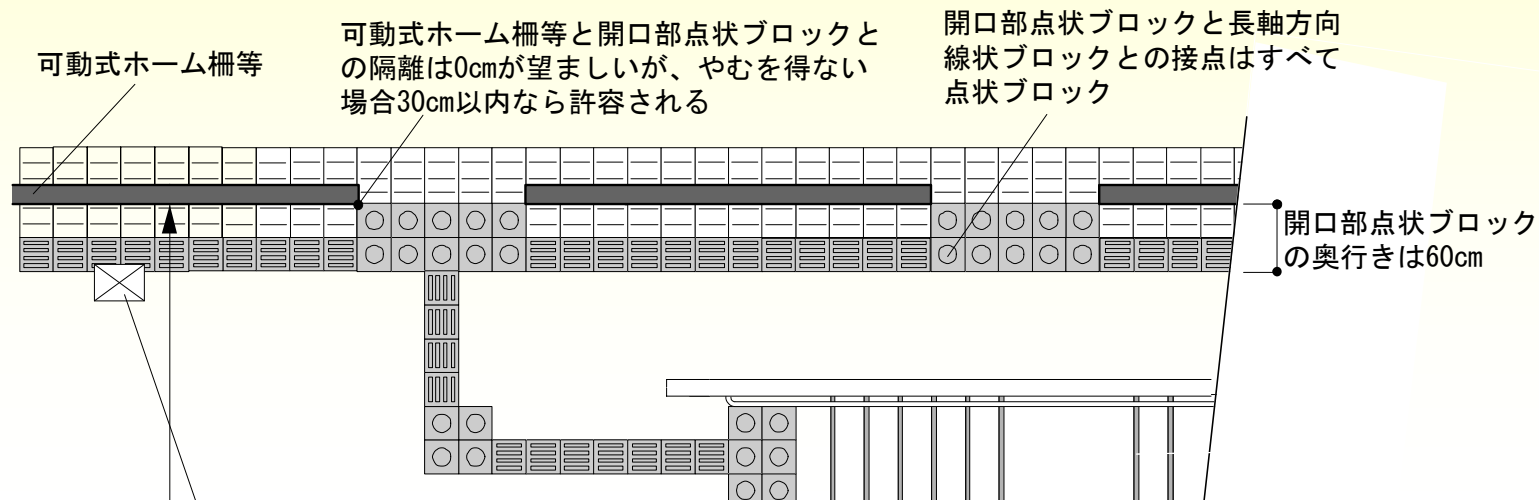 可動式ホーム柵等
可動式ホーム柵等と開口部点状ブロックと
の隔離は0cmが望ましいが、やむを得ない
場合30cm以内なら許容される
開口部点状ブロックと長軸方向
線状ブロックとの接点はすべて
点状ブロック
開口部点状ブロック
の奥行きは60cm